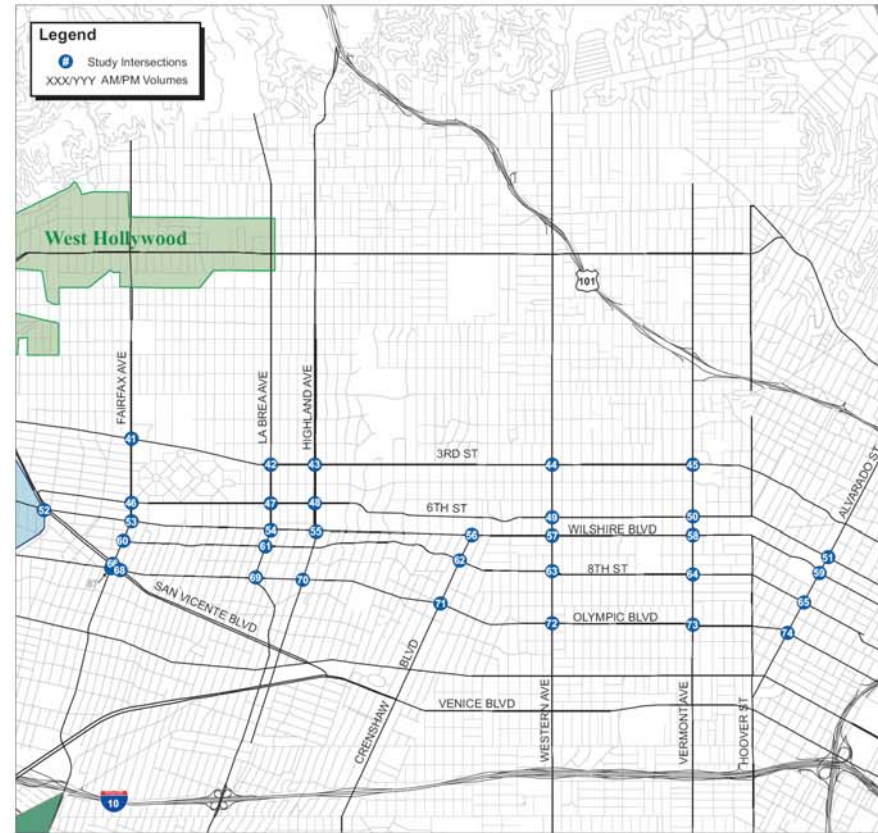 Legend
# Study Intersections
XXX/YYY AM/PM Volumes
West Hollywood
101
FAIRFAX AVE
LA BREA AVE
HIGHLAND AVE
3RD ST
ALVARADO ST
41
42
43
44
45
46
47
48
6TH ST
49
50
52
53
54
55
56
57
WILSHIRE BLVD
58
51
60
61
62
63
8TH ST
64
59
68
69
70
71
SAN VICENTE BLVD
72
OLYMPIC BLVD
73
65
74
CRENSHAW BLVD
VENICE BLVD
WESTERN AVE
VERMONT AVE
HOOVER ST
10